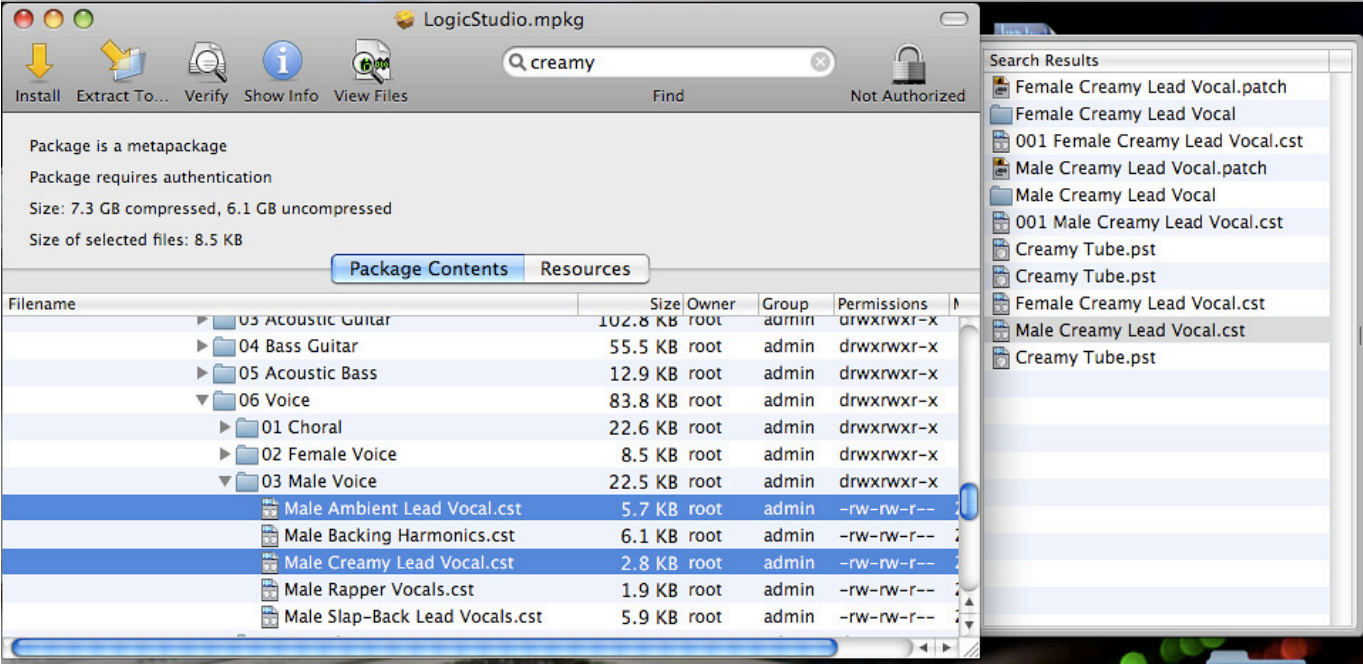 LogicStudio.mpkg
creamy
Install Extract To... Verify Show Info View Files Find Not Authorized
Package is a metapackage
Package requires authentication
Size: 7.3 GB compressed, 6.1 GB uncompressed
Size of selected files: 8.5 KB
Package Contents Resources
Filename Size Owner Group Permissions M
03 Acoustic Guitar 102.8 KB root admin drwxrwxr-x
04 Bass Guitar 55.5 KB root admin drwxrwxr-x
05 Acoustic Bass 12.9 KB root admin drwxrwxr-x
06 Voice 83.8 KB root admin drwxrwxr-x
01 Choral 22.6 KB root admin drwxrwxr-x
02 Female Voice 8.5 KB root admin drwxrwxr-x
03 Male Voice 22.5 KB root admin drwxrwxr-x
Male Ambient Lead Vocal.cst 5.7 KB root admin -rw-rw-r-- 2
Male Backing Harmonics.cst 6.1 KB root admin -rw-rw-r-- 2
Male Creamy Lead Vocal.cst 2.8 KB root admin -rw-rw-r-- 2
Male Rapper Vocals.cst 1.9 KB root admin -rw-rw-r-- 2
Male Slap-Back Lead Vocals.cst 5.9 KB root admin -rw-rw-r-- 2
Search Results
Female Creamy Lead Vocal.patch
Female Creamy Lead Vocal
001 Female Creamy Lead Vocal.cst
Male Creamy Lead Vocal.patch
Male Creamy Lead Vocal
001 Male Creamy Lead Vocal.cst
Creamy Tube.pst
Creamy Tube.pst
Female Creamy Lead Vocal.cst
Male Creamy Lead Vocal.cst
Creamy Tube.pst